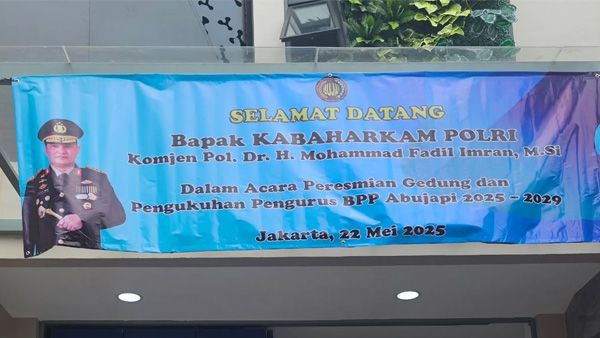 SELAMAT DATANG
Bapak KABAHARKAM POLRI
Komjen Pol. Dr. H. Mohammad Fadil Imran, M.Si
Dalam Acara Peresmian Gedung dan
Pengukuhan Pengurus BPP Abujapi 2025 - 2029
Jakarta, 22 Mei 2025